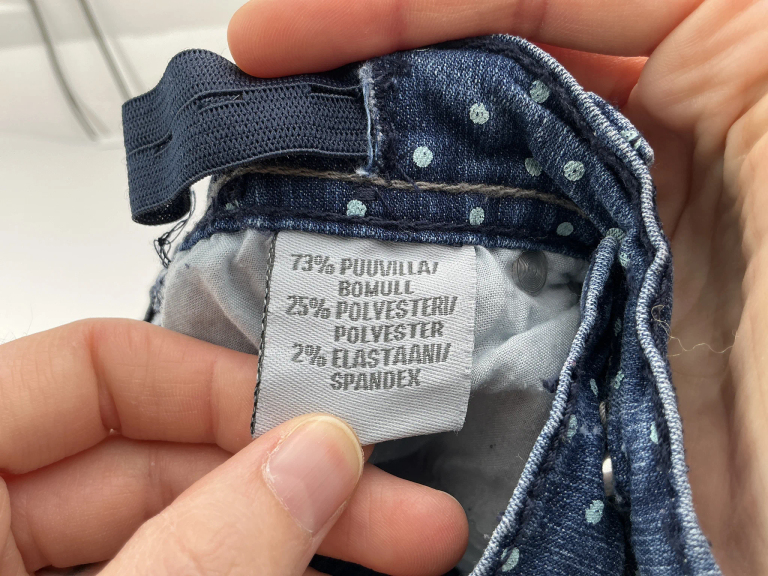 73% PUUVILLA/
BOMULL
25% POLYESTERI/
POLYESTER
2% ELASTAANI/
SPANDEX